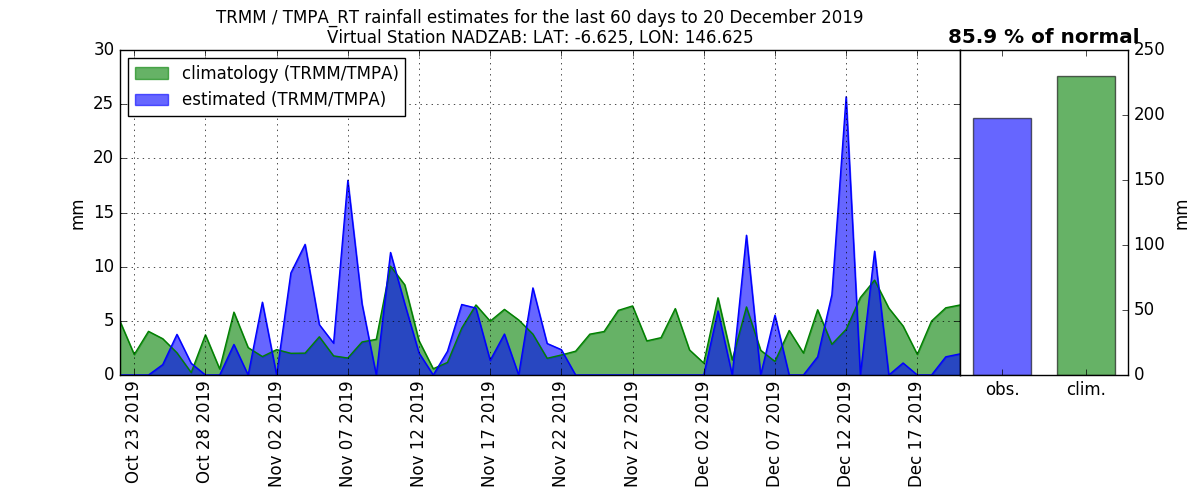 TRMM / TMPA_RT rainfall estimates for the last 60 days to 20 December 2019
Virtual Station NADZAB: LAT: -6.625, LON: 146.625
85.9 % of normal
climatology (TRMM/TMPA)
estimated (TRMM/TMPA)
30
25
20
15
10
5
0
mm
Oct 23 2019
Oct 28 2019
Nov 02 2019
Nov 07 2019
Nov 12 2019
Nov 17 2019
Nov 22 2019
Nov 27 2019
Dec 02 2019
Dec 07 2019
Dec 12 2019
Dec 17 2019
250
200
150
100
50
0
mm
obs.
clim.